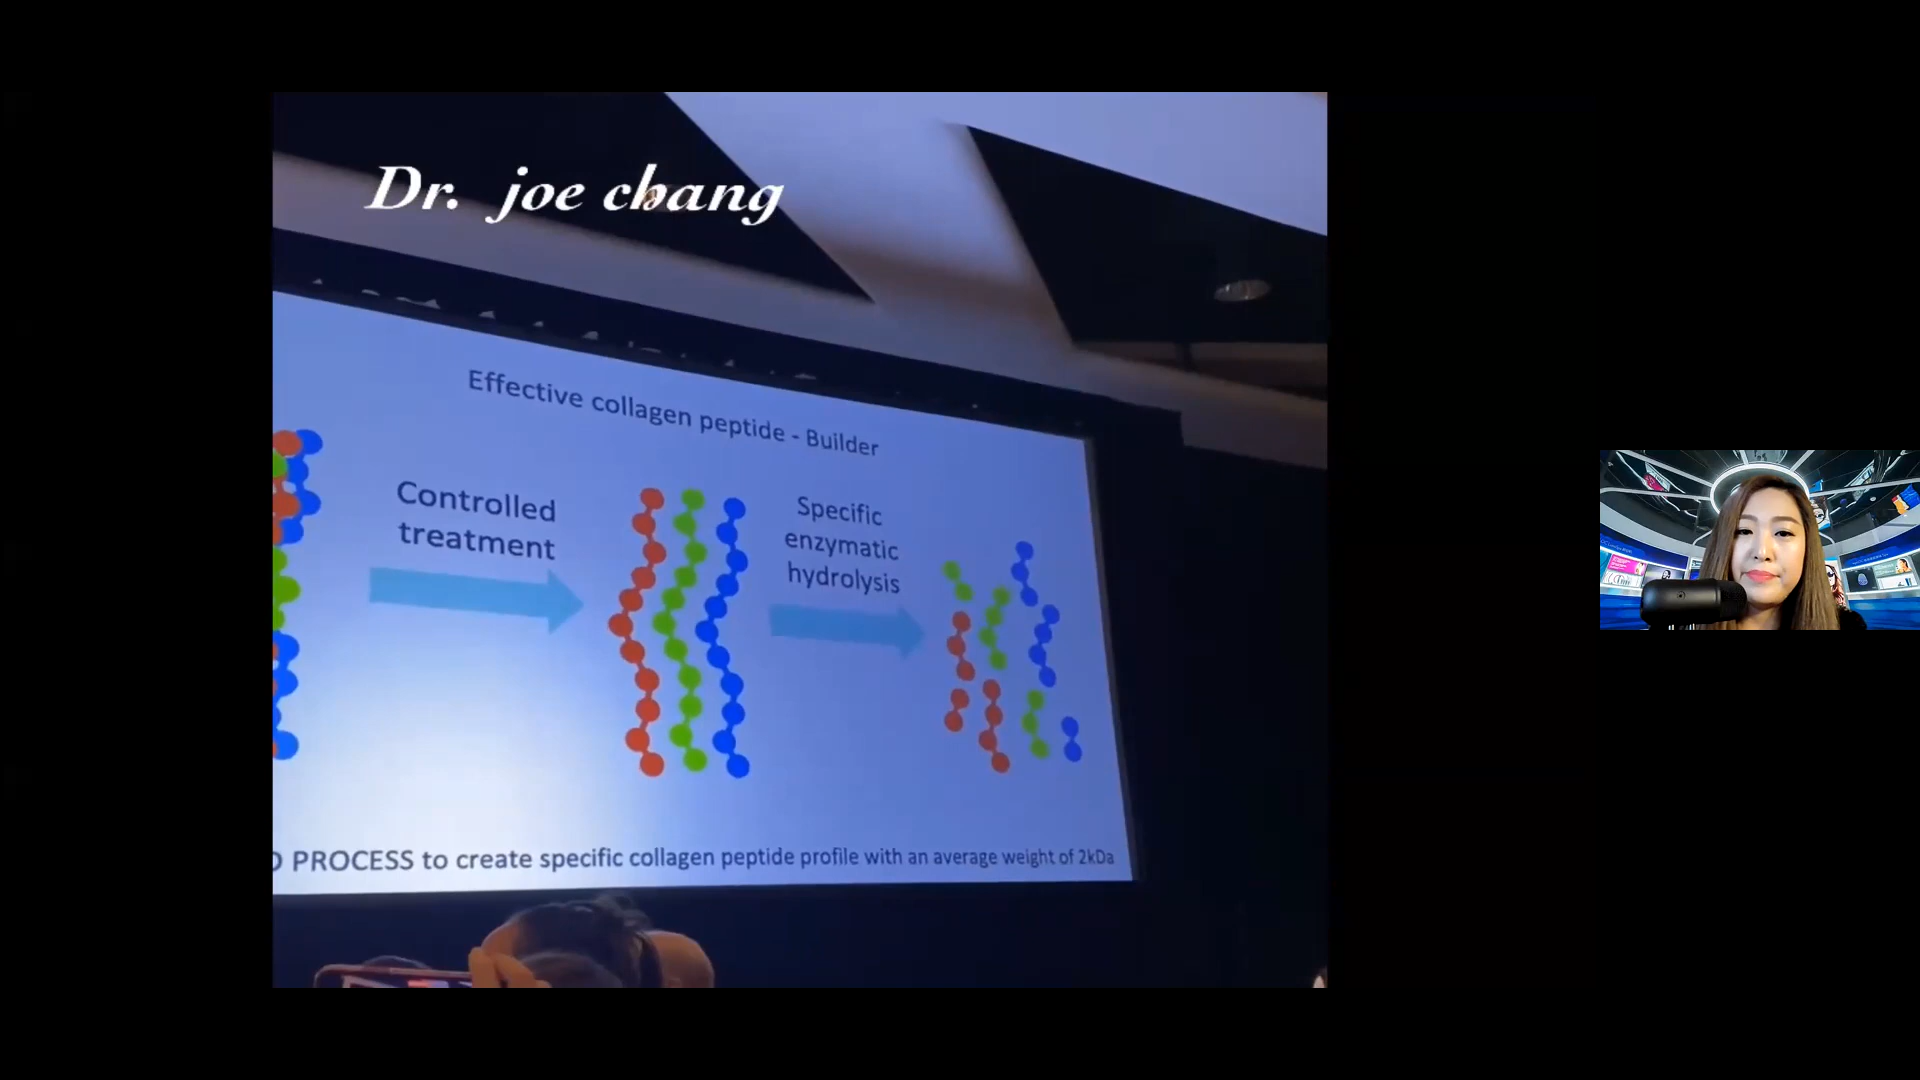 Dr. joe chang
Effective collagen peptide - Builder
Controlled
treatment
Specific
enzymatic
hydrolysis
PROCESS to create specific collagen peptide profile with an average weight of 2kDa